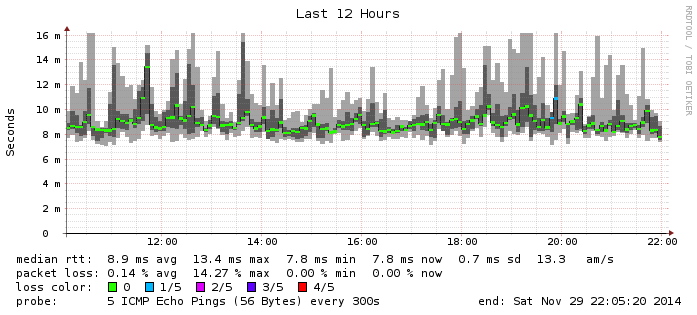 Last 12 Hours
RRDTOOL / TOBI OETIKER
Seconds
16 m
14 m
12 m
10 m
8 m
6 m
4 m
2 m
0
12:00 14:00 16:00 18:00 20:00 22:00
median rtt: 8.9 ms avg 13.4 ms max 7.8 ms min 7.8 ms now 0.7 ms sd 13.3 am/s
packet loss: 0.14 % avg 14.27 % max 0.00 % min 0.00 % now
loss color: 0 1/5 2/5 3/5 4/5
probe: 5 ICMP Echo Pings (56 Bytes) every 300s end: Sat Nov 29 22:05:20 2014